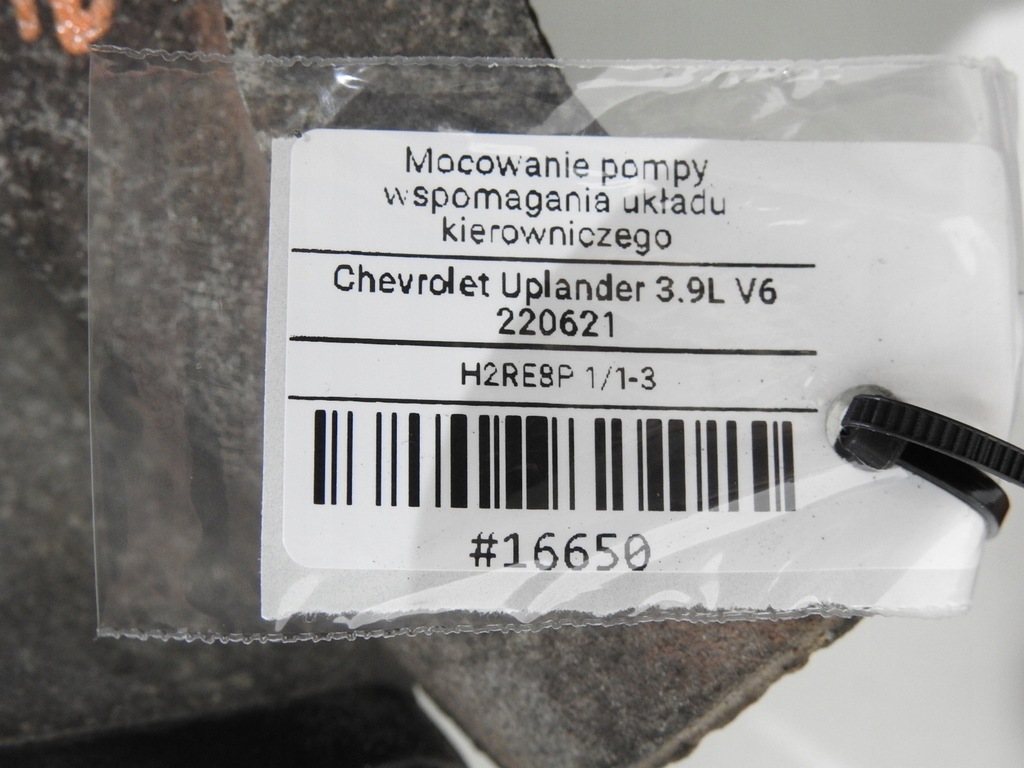 Mocowanie pompy
wspomagania układu
kierowniczego
Chevrolet Uplander 3.9L V6
220621
H2RE8P 1/1-3
#16650